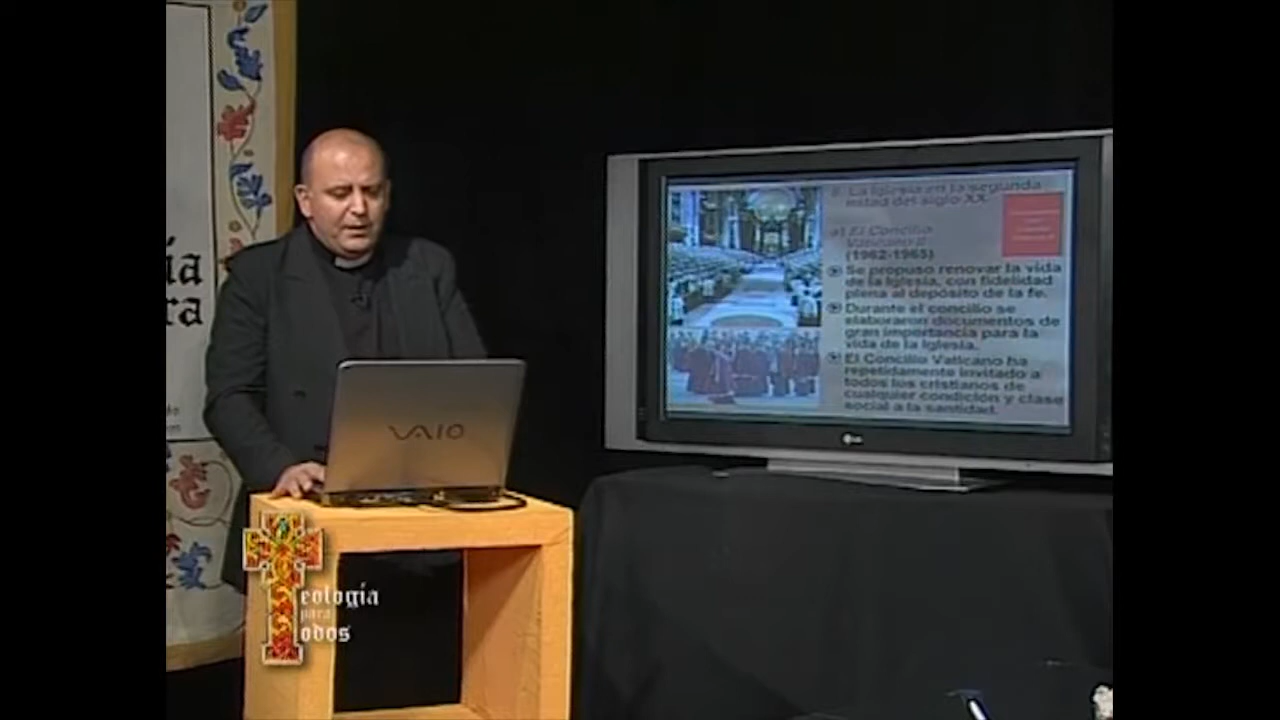 ía
ra
La Iglesia en la segunda
mitad del siglo XX
a) El Concilio
Vaticano II
(1962-1965)
Se propuso renovar la vida
de la Iglesia, con fidelidad
plena al depósito de la fe.
Durante el concilio se
elaboraron documentos de
gran importancia para la
vida de la Iglesia.
El Concilio Vaticano ha
repetidamente invitado a
todos los cristianos de
cualquier condición y clase
social a la santidad.
LG
VAIO
Teología
para
Todos